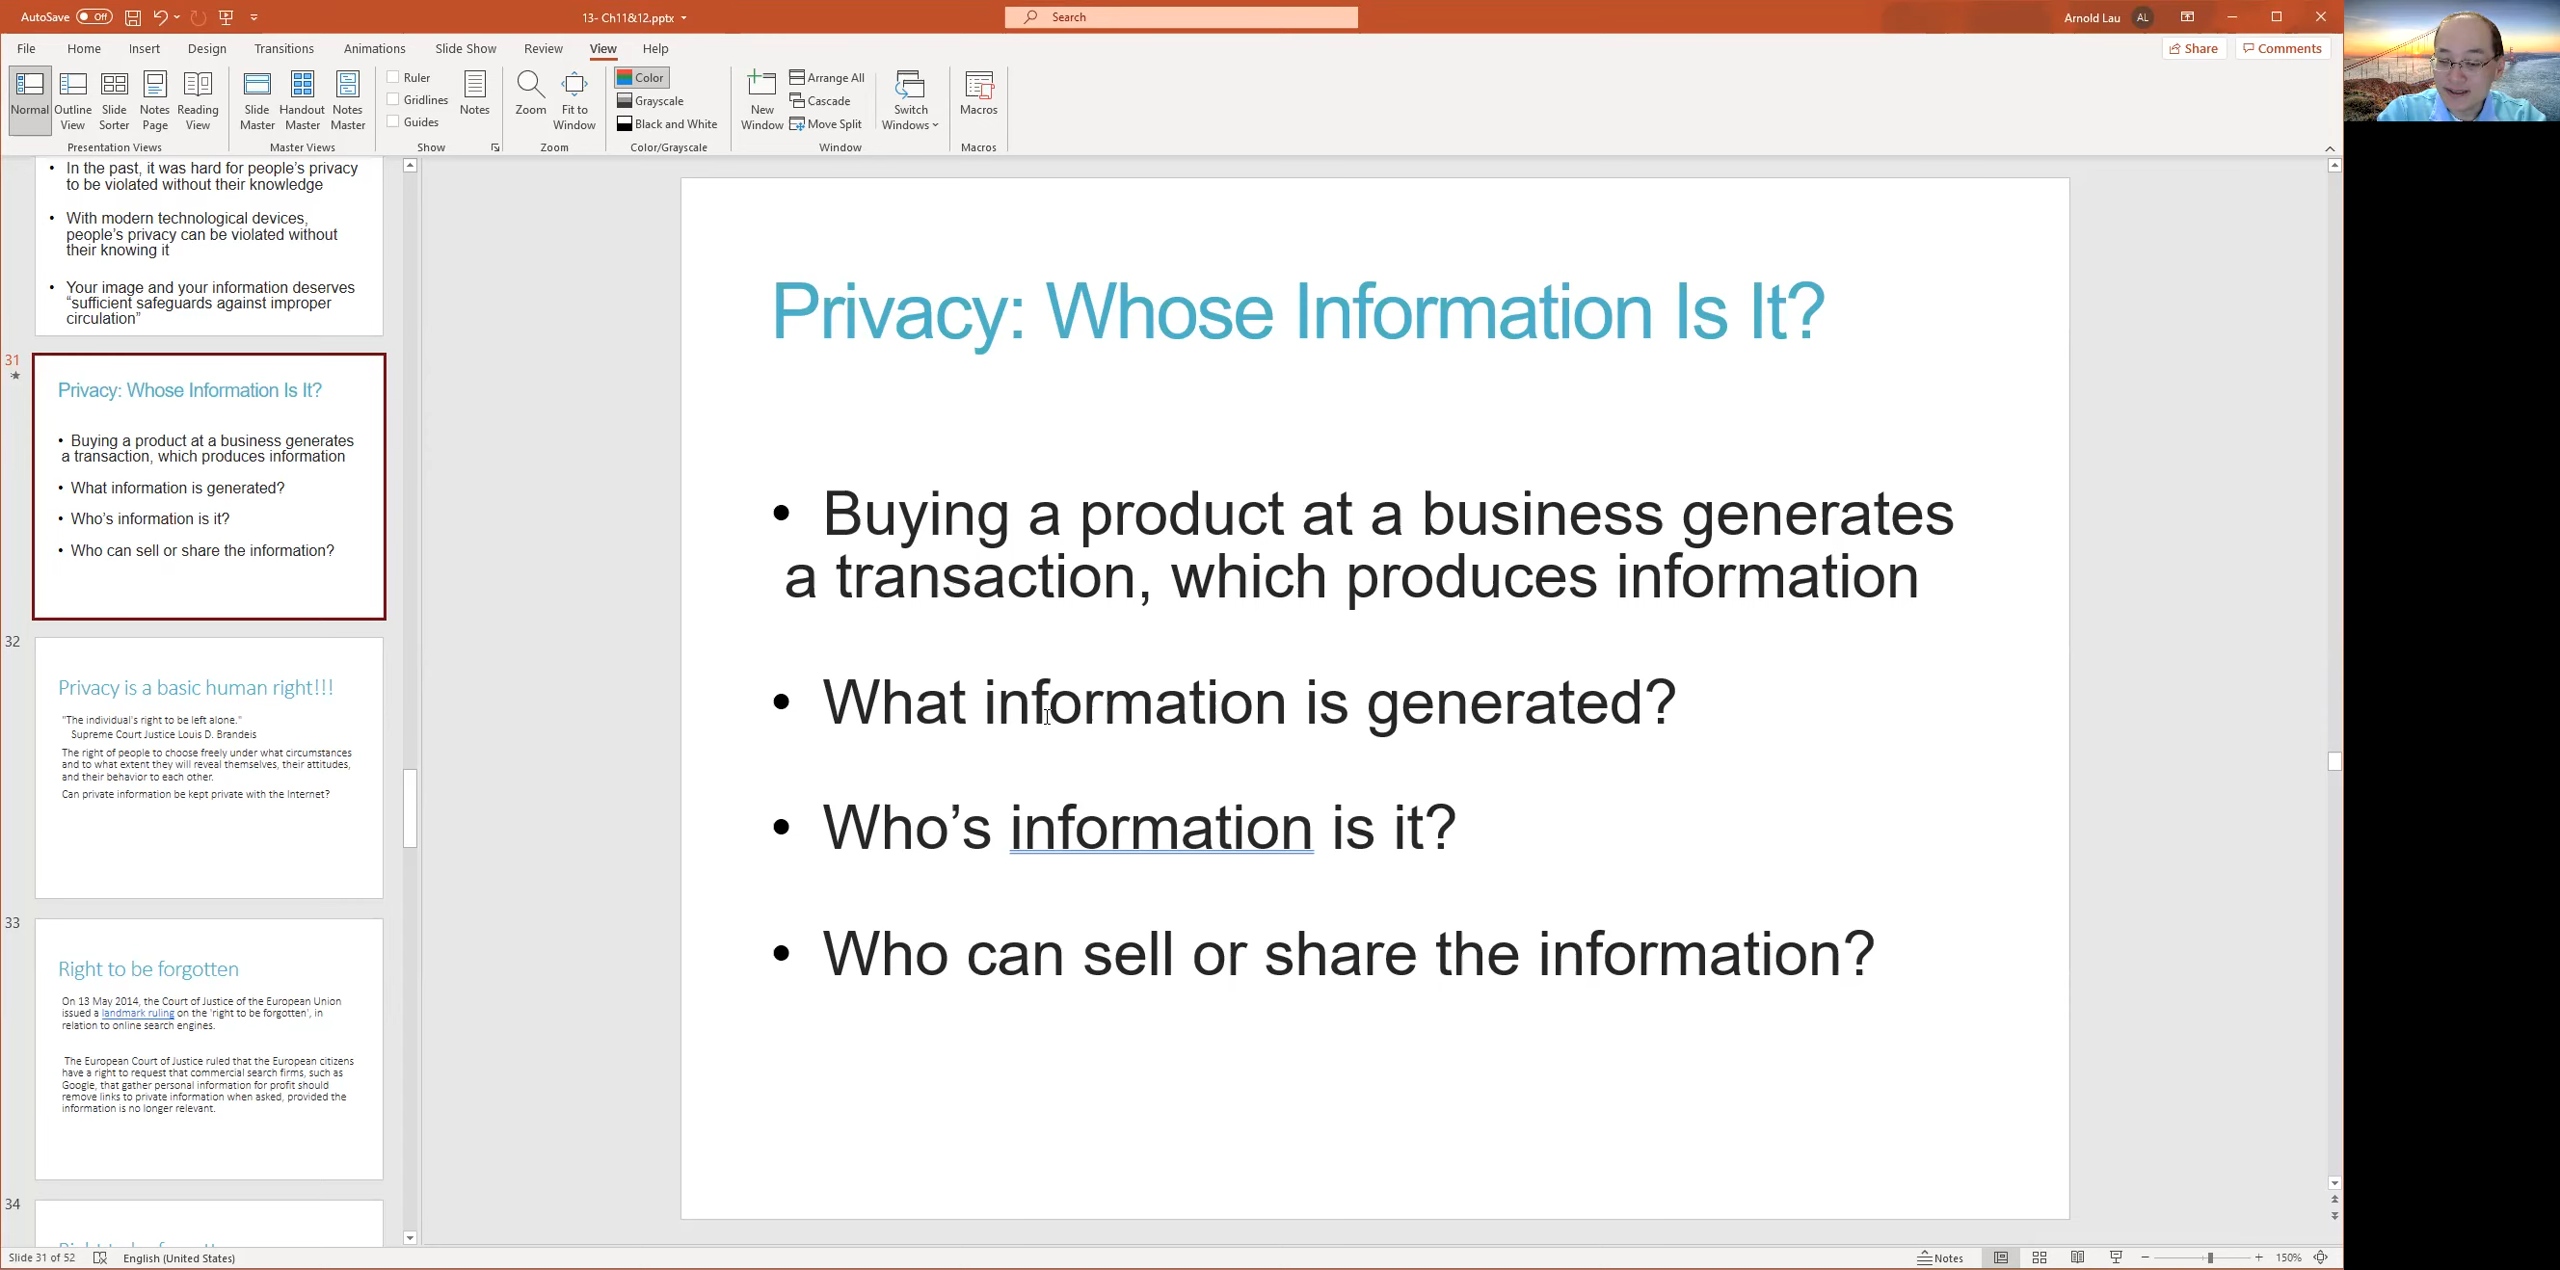 AutoSave Off 13- Ch11&12.pptx Search Arnold Lau AL
File Home Insert Design Transitions Animations Slide Show Review View Help Share Comments
Normal
Outline View
Slide Sorter
Notes Page
Reading View
Presentation Views
Slide Master
Handout Master
Notes Master
Master Views
Ruler
Gridlines
Guides
Notes
Show
Zoom
Fit to Window
Zoom
Color
Grayscale
Black and White
Color/Grayscale
New Window
Arrange All
Cascade
Move Split
Switch Windows
Window
Macros
Macros
• In the past, it was hard for people’s privacy
to be violated without their knowledge
• With modern technological devices,
people’s privacy can be violated without
their knowing it
• Your image and your information deserves
“sufficient safeguards against improper
circulation”
31
Privacy: Whose Information Is It?
• Buying a product at a business generates
a transaction, which produces information
• What information is generated?
• Who’s information is it?
• Who can sell or share the information?
32
Privacy is a basic human right!!!
"The individual’s right to be left alone."
Supreme Court Justice Louis D. Brandeis
The right of people to choose freely under what circumstances
and to what extent they will reveal themselves, their attitudes,
and their behavior to each other.
Can private information be kept private with the Internet?
33
Right to be forgotten
On 13 May 2014, the Court of Justice of the European Union
issued a landmark ruling on the ‘right to be forgotten’, in
relation to online search engines.
The European Court of Justice ruled that the European citizens
have a right to request that commercial search firms, such as
Google, that gather personal information for profit should
remove links to private information when asked, provided the
information is no longer relevant.
34
Privacy: Whose Information Is It?
• Buying a product at a business generates
a transaction, which produces information
• What information is generated?
• Who’s information is it?
• Who can sell or share the information?
Slide 31 of 52 English (United States) Notes 150%